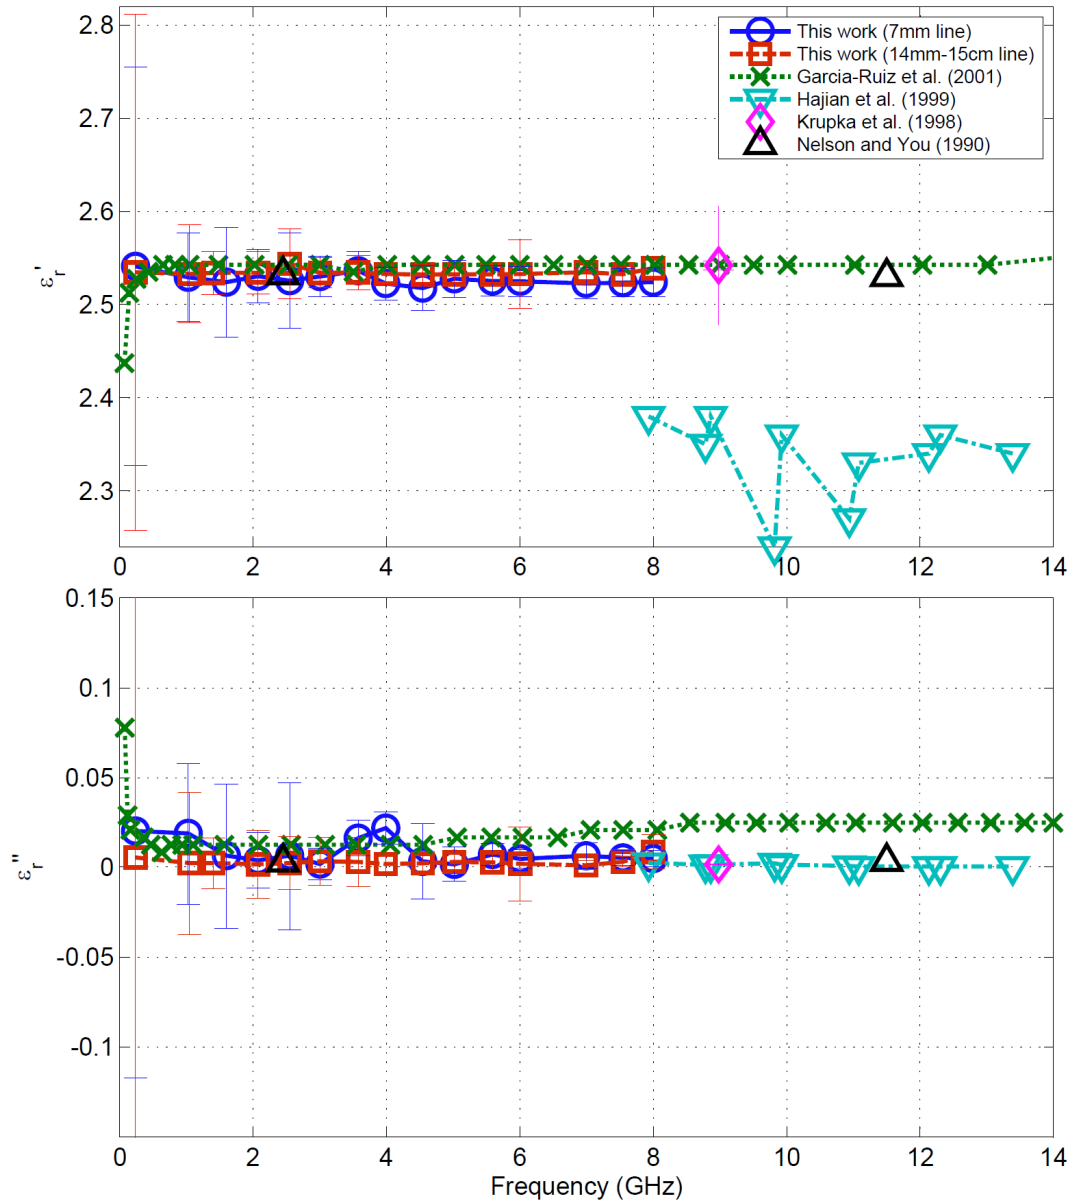 2.8
2.7
2.6
2.5
2.4
2.3
εr'
This work (7mm line)
This work (14mm-15cm line)
Garcia-Ruiz et al. (2001)
Hajian et al. (1999)
Krupka et al. (1998)
Nelson and You (1990)
0 2 4 6 8 10 12 14
0.15
0.1
0.05
0
-0.05
-0.1
εr''
0 2 4 6 8 10 12 14
Frequency (GHz)